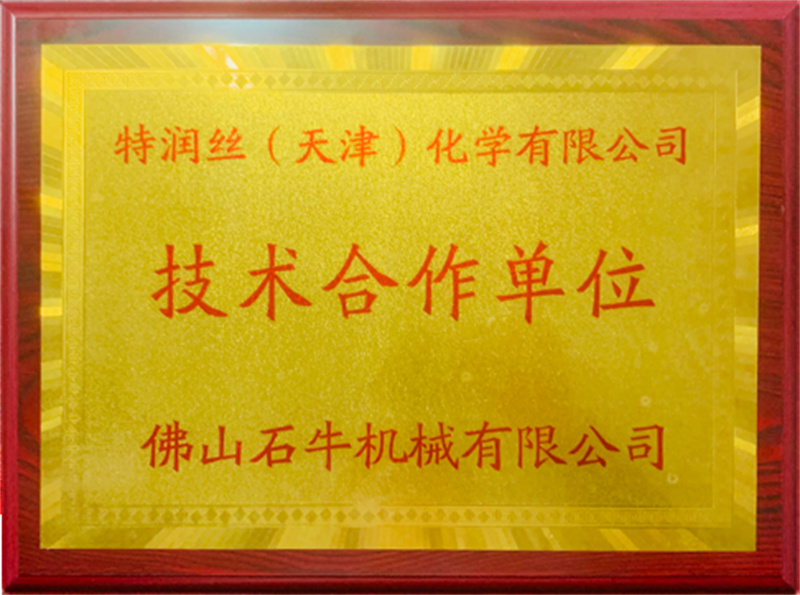 特润丝（天津）化学有限公司
技术合作单位
佛山石牛机械有限公司